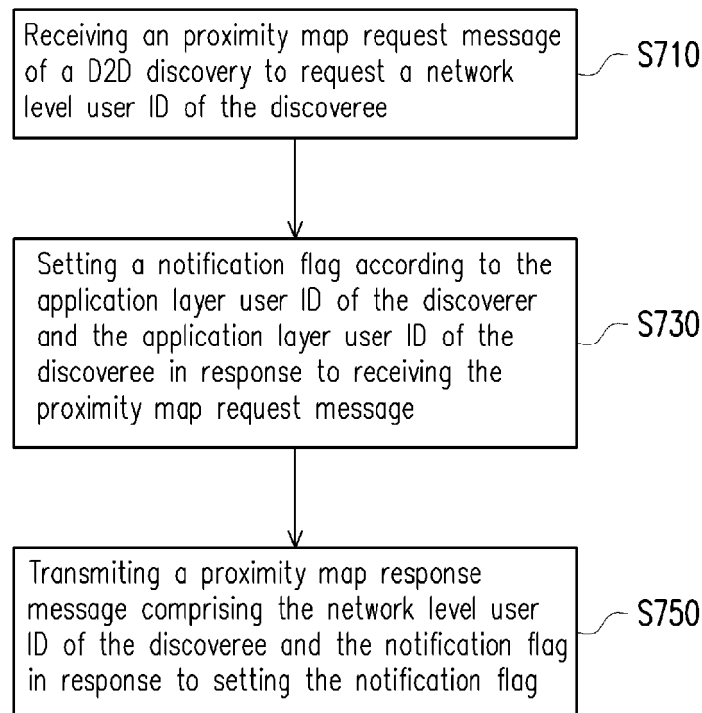 Receiving an proximity map request message
of a D2D discovery to request a network
level user ID of the discoveree
S710
Setting a notification flag according to the
application layer user ID of the discoverer
and the application layer user ID of the
discoveree in response to receiving the
proximity map request message
S730
Transmiting a proximity map response
message comprising the network level user
ID of the discoveree and the notification flag
in response to setting the notification flag
S750